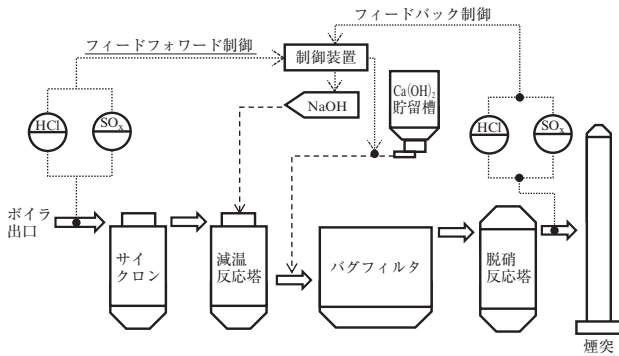 フィードバック制御
フィードフォワード制御
制御装置
Ca(OH)₂
貯留槽
NaOH
HCl
SOx
HCl
SOx
ボイラ
出口
サイ
クロン
減温
反応塔
バグフィルタ
脱硝
反応塔
煙突